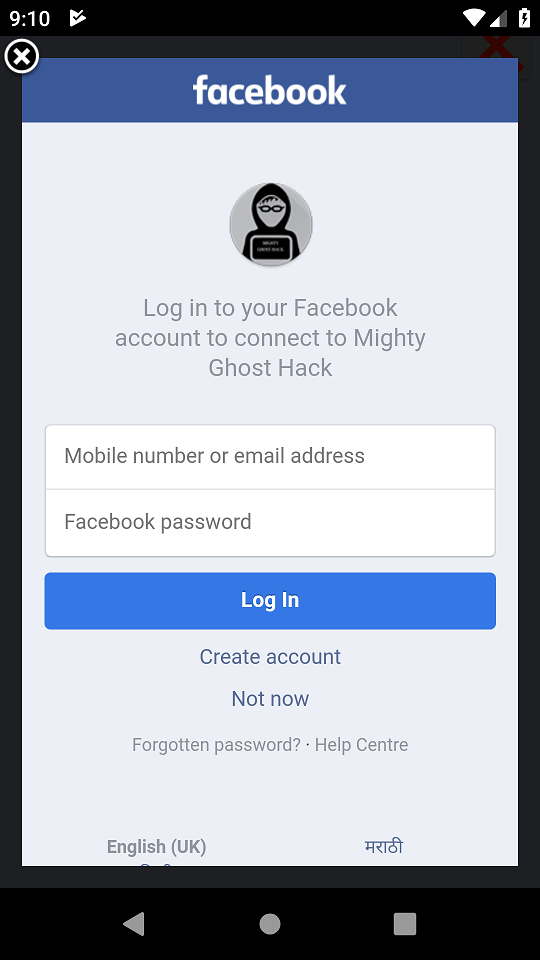 9:10
facebook
MIGHTY
GHOST HACK
Log in to your Facebook
account to connect to Mighty
Ghost Hack
Mobile number or email address
Facebook password
Log In
Create account
Not now
Forgotten password? · Help Centre
English (UK) मराठी